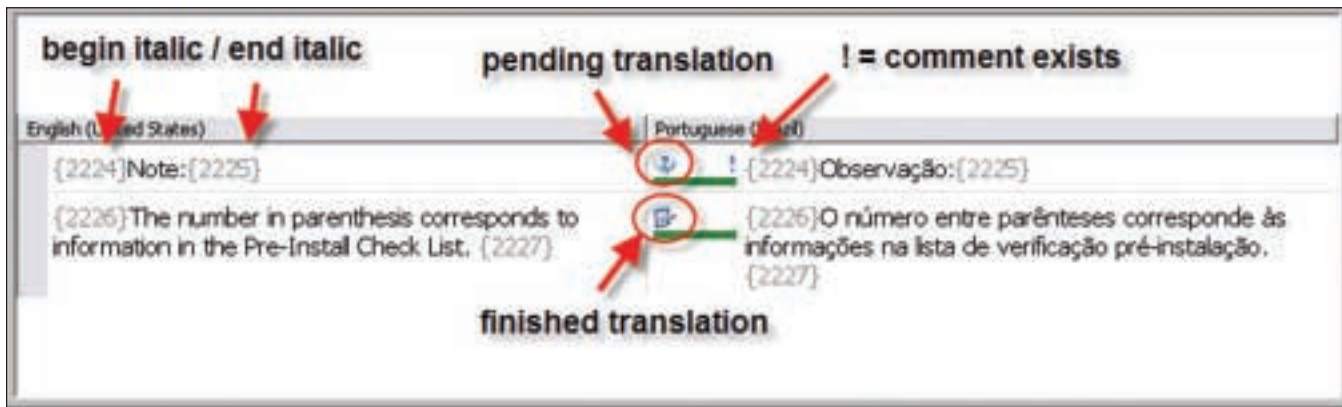 begin italic / end italic
pending translation
! = comment exists
English (United States)
Portuguese (Brazil)
{2224}Note:{2225}
! {2224}Observação:{2225}
{2226}The number in parenthesis corresponds to
information in the Pre-Install Check List. {2227}
{2226}O número entre parênteses corresponde às
informações na lista de verificação pré-instalação.
{2227}
finished translation